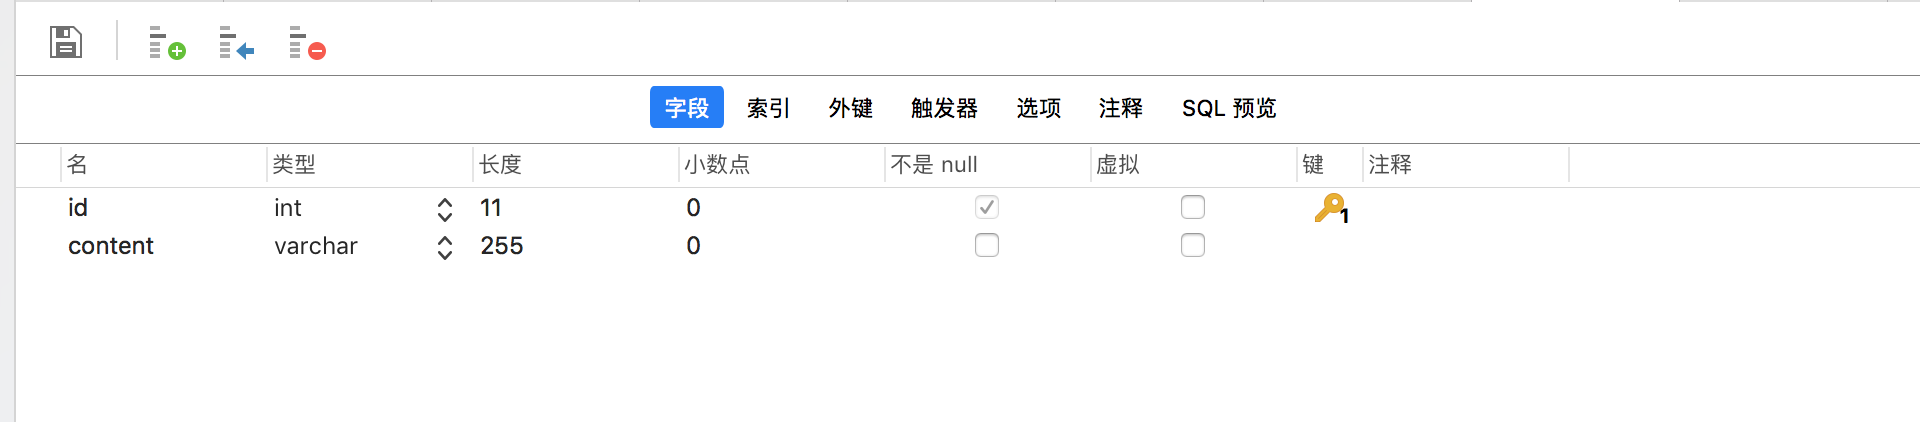 字段 索引 外键 触发器 选项 注释 SQL 预览
名 类型 长度 小数点 不是 null 虚拟 键 注释
id int 11 0 1
content varchar 255 0